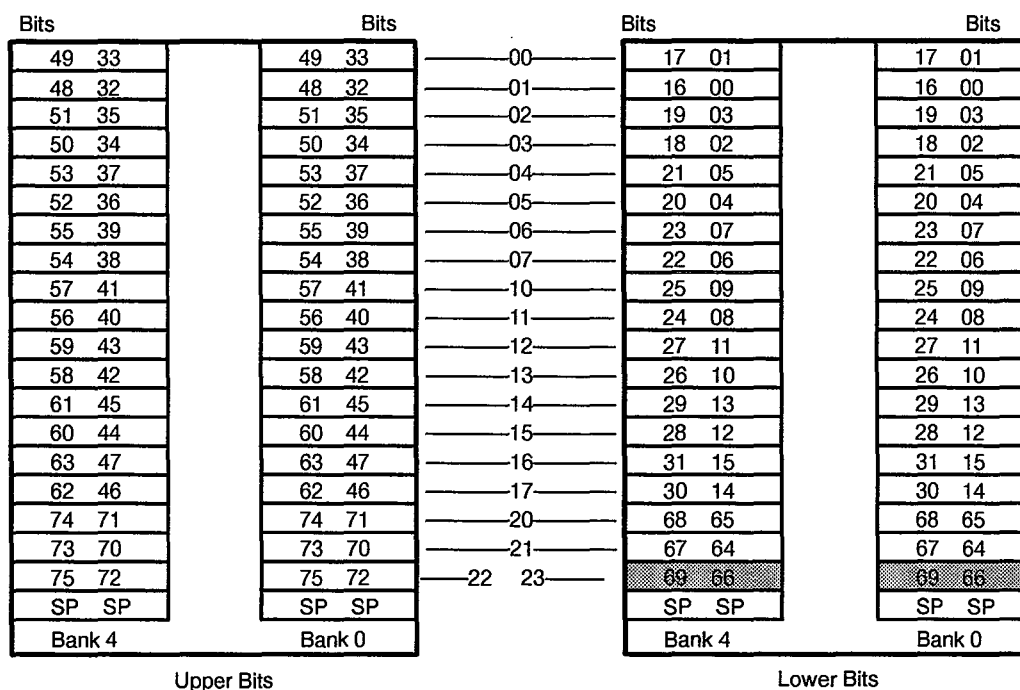 Bits Bits Bits Bits
49 33 49 33 00 17 01 17 01
48 32 48 32 01 16 00 16 00
51 35 51 35 02 19 03 19 03
50 34 50 34 03 18 02 18 02
53 37 53 37 04 21 05 21 05
52 36 52 36 05 20 04 20 04
55 39 55 39 06 23 07 23 07
54 38 54 38 07 22 06 22 06
57 41 57 41 10 25 09 25 09
56 40 56 40 11 24 08 24 08
59 43 59 43 12 27 11 27 11
58 42 58 42 13 26 10 26 10
61 45 61 45 14 29 13 29 13
60 44 60 44 15 28 12 28 12
63 47 63 47 16 31 15 31 15
62 46 62 46 17 30 14 30 14
74 71 74 71 20 68 65 68 65
73 70 73 70 21 67 64 67 64
75 72 75 72 22 23 69 66 69 66
SP SP SP SP SP SP SP SP
Bank 4 Bank 0 Bank 4 Bank 0
Upper Bits Lower Bits